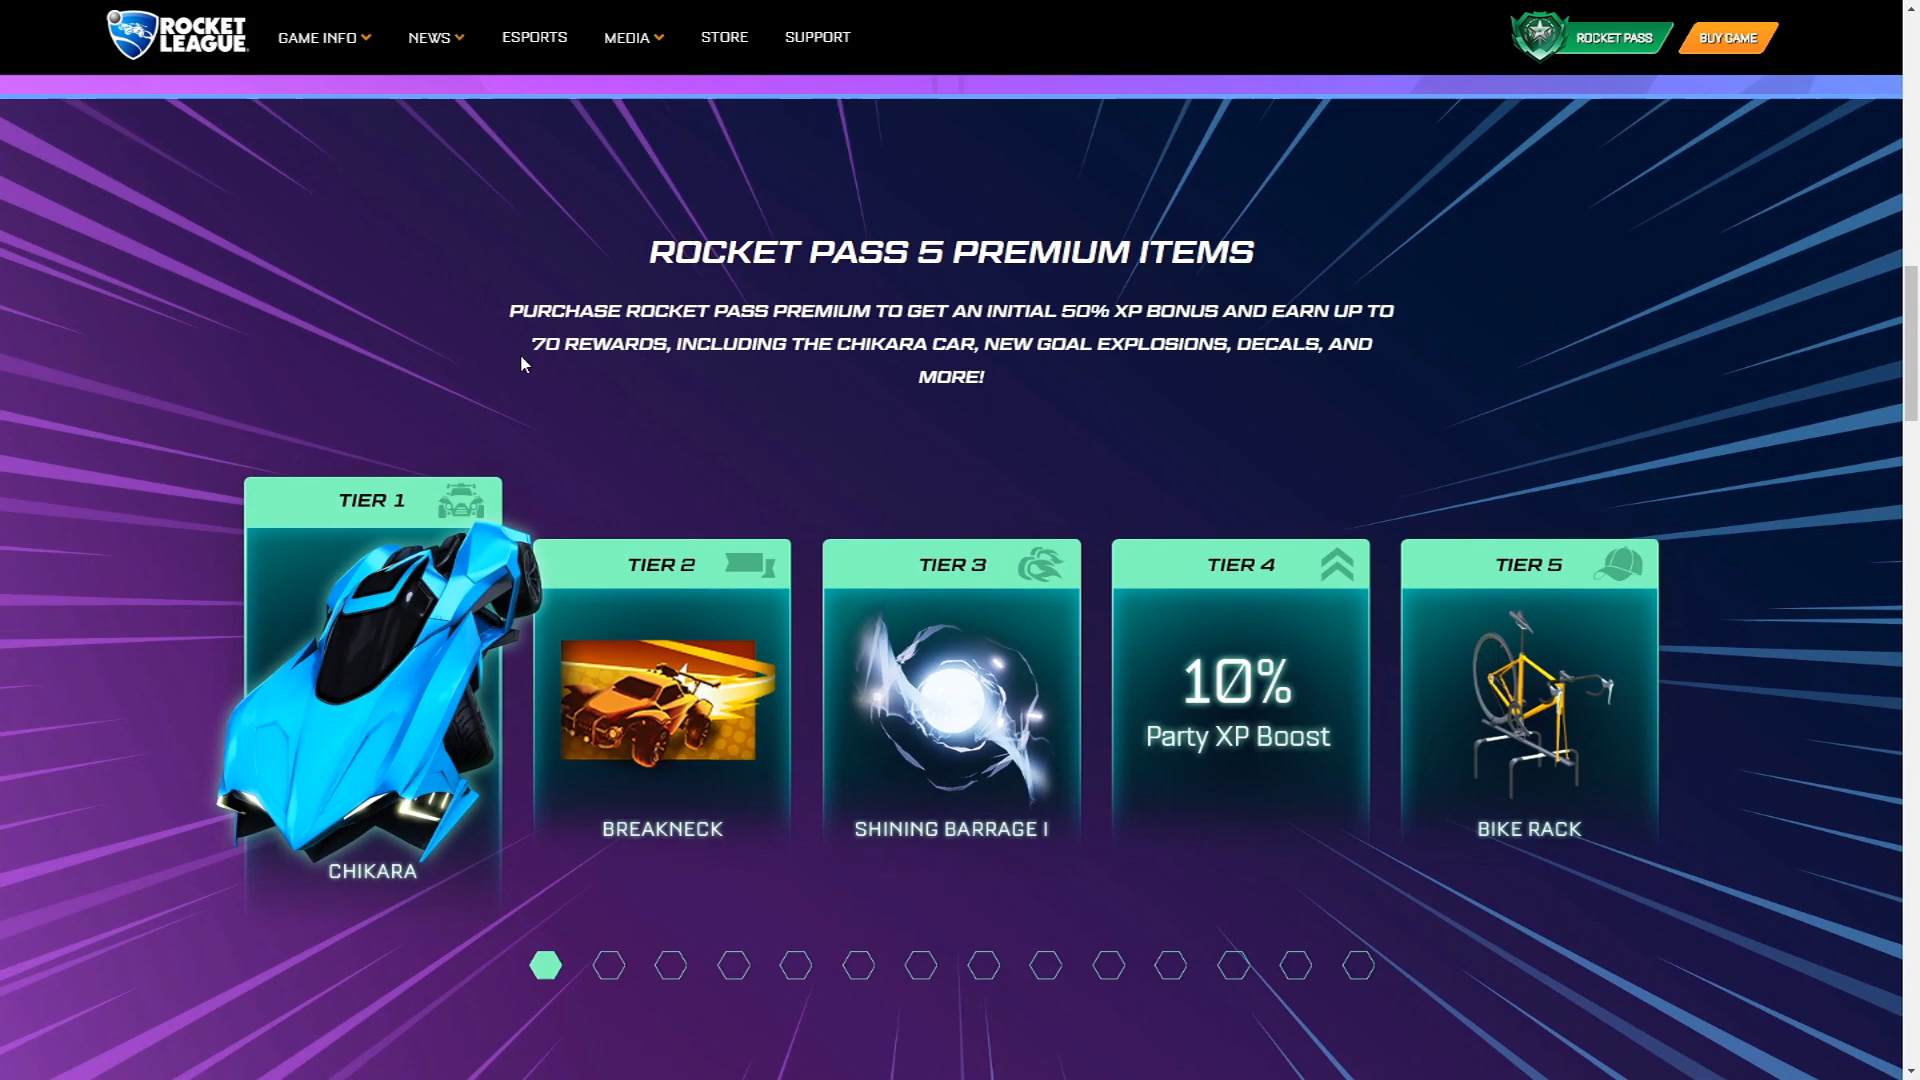 ROCKET
LEAGUE
GAME INFO
NEWS
ESPORTS
MEDIA
STORE
SUPPORT
ROCKET PASS
BUY GAME
ROCKET PASS 5 PREMIUM ITEMS
PURCHASE ROCKET PASS PREMIUM TO GET AN INITIAL 50% XP BONUS AND EARN UP TO
70 REWARDS, INCLUDING THE CHIKARA CAR, NEW GOAL EXPLOSIONS, DECALS, AND
MORE!
TIER 1
CHIKARA
TIER 2
BREAKNECK
TIER 3
SHINING BARRAGE I
TIER 4
10%
Party XP Boost
TIER 5
BIKE RACK